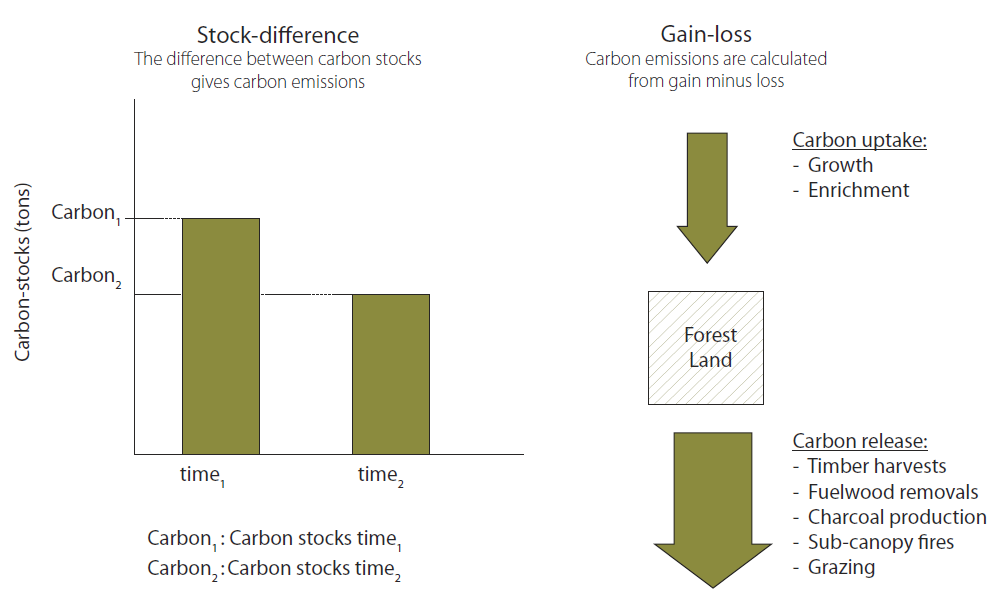 Stock-difference
The difference between carbon stocks
gives carbon emissions
Carbon-stocks (tons)
Carbon₁
Carbon₂
time₁
time₂
Carbon₁: Carbon stocks time₁
Carbon₂: Carbon stocks time₂
Gain-loss
Carbon emissions are calculated
from gain minus loss
Carbon uptake:
- Growth
- Enrichment
Forest
Land
Carbon release:
- Timber harvests
- Fuelwood removals
- Charcoal production
- Sub-canopy fires
- Grazing